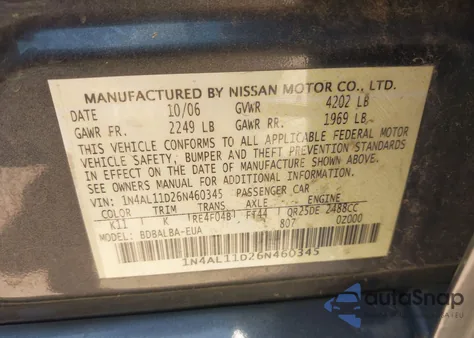 MANUFACTURED BY NISSAN MOTOR CO., LTD.
DATE 10/06 GVWR 4202 LB
GAWR FR. 2249 LB GAWR RR. 1969 LB
THIS VEHICLE CONFORMS TO ALL APPLICABLE FEDERAL MOTOR
VEHICLE SAFETY, BUMPER AND THEFT PREVENTION STANDARDS
IN EFFECT ON THE DATE OF MANUFACTURE SHOWN ABOVE.
SEE OWNERS MANUAL FOR ADDITIONAL INFORMATION.
VIN: 1N4AL11D26N460345 PASSENGER CAR
COLOR TRIM TRANS. AXLE ENGINE
K11 K RE4F04B FF44 QR25DE 2488CC
MODEL: BDBALBA-EUA 807 0Z000
1N4AL11D26N460345
autoSnap